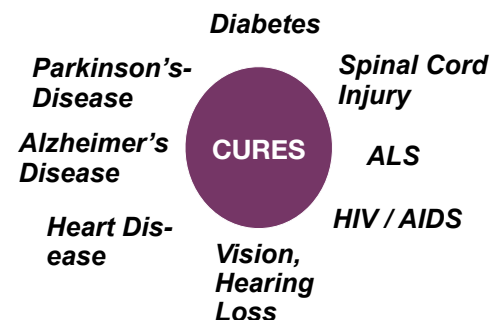 Diabetes
Parkinson's-
Disease
Spinal Cord
Injury
Alzheimer's
Disease
CURES
ALS
Heart Dis-
ease
HIV / AIDS
Vision,
Hearing
Loss